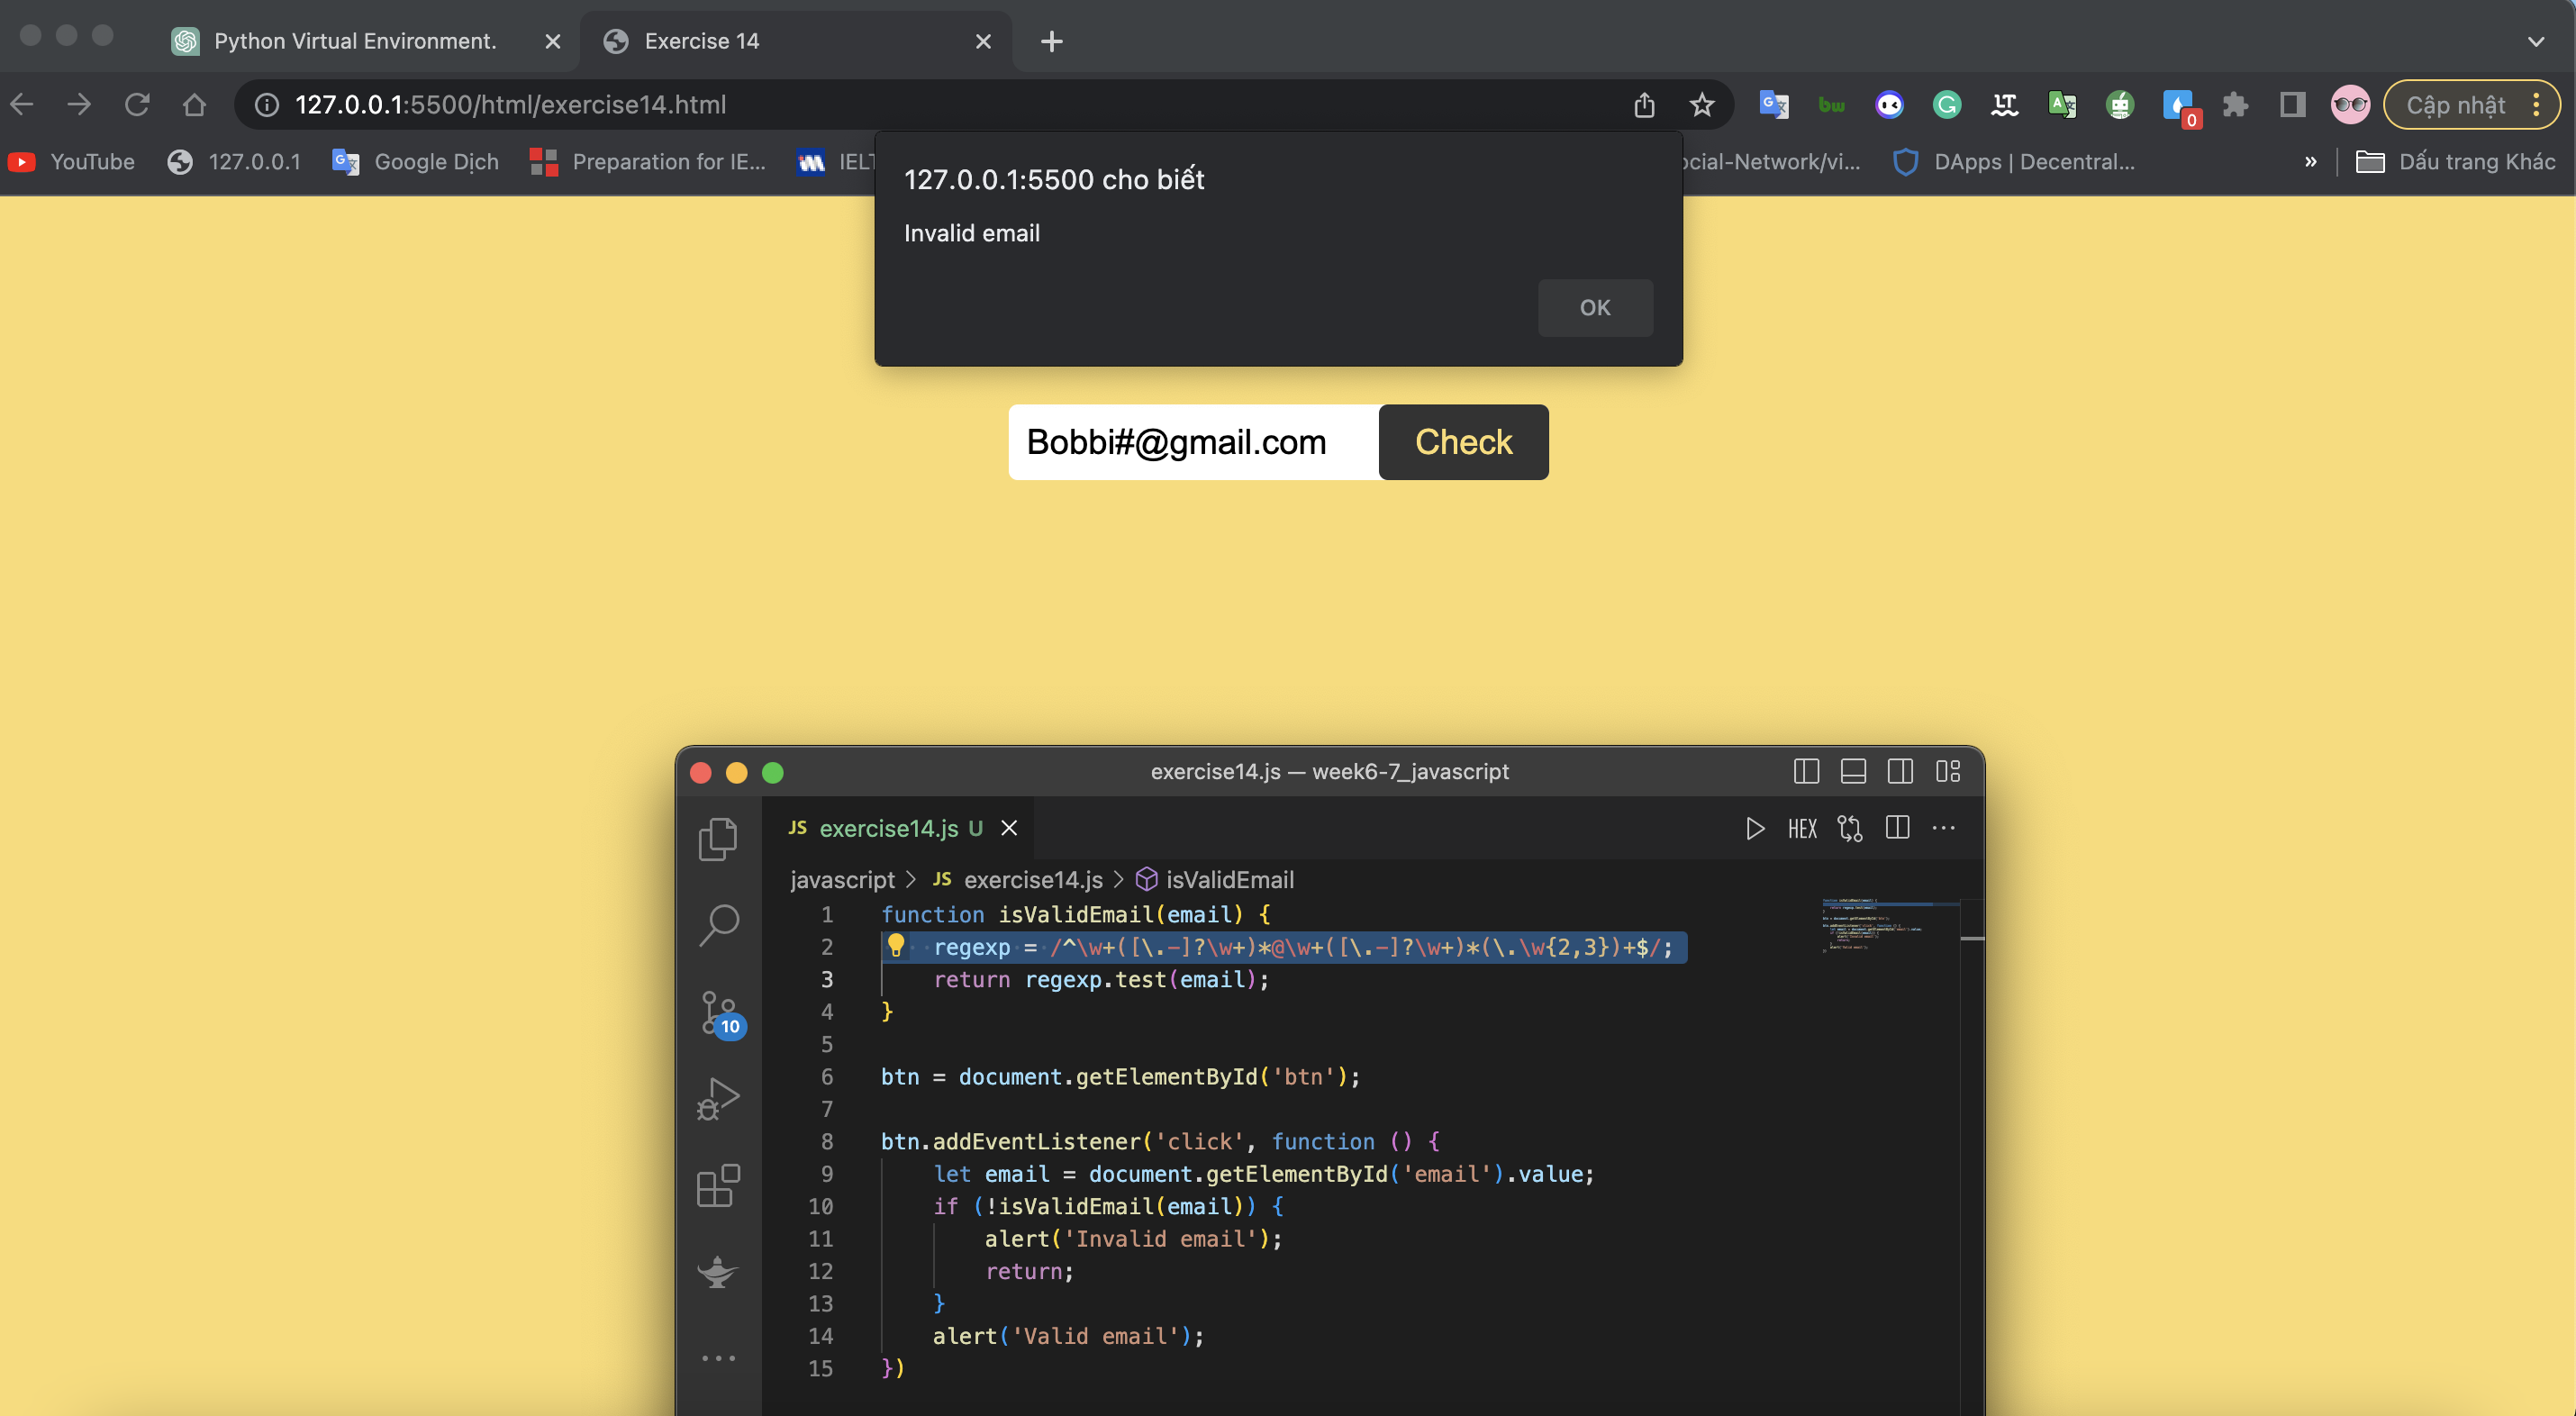 Python Virtual Environment.
Exercise 14
127.0.0.1:5500/html/exercise14.html
bw
LT
0
Cập nhật
YouTube
127.0.0.1
Google Dịch
Preparation for IE...
IELT
ocial-Network/vi...
DApps | Decentral...
»
Dấu trang Khác
127.0.0.1:5500 cho biết
Invalid email
OK
Bobbi#@gmail.com
Check
exercise14.js — week6-7_javascript
JS exercise14.js U
HEX
javascript > JS exercise14.js > isValidEmail
10
1 function isValidEmail(email) {
2 regexp = /^\w+([\.-]?\w+)*@\w+([\.-]?\w+)*(\.\w{2,3})+$/;
3 return regexp.test(email);
4 }
5
6 btn = document.getElementById('btn');
7
8 btn.addEventListener('click', function () {
9 let email = document.getElementById('email').value;
10 if (!isValidEmail(email)) {
11 alert('Invalid email');
12 return;
13 }
14 alert('Valid email');
15 })